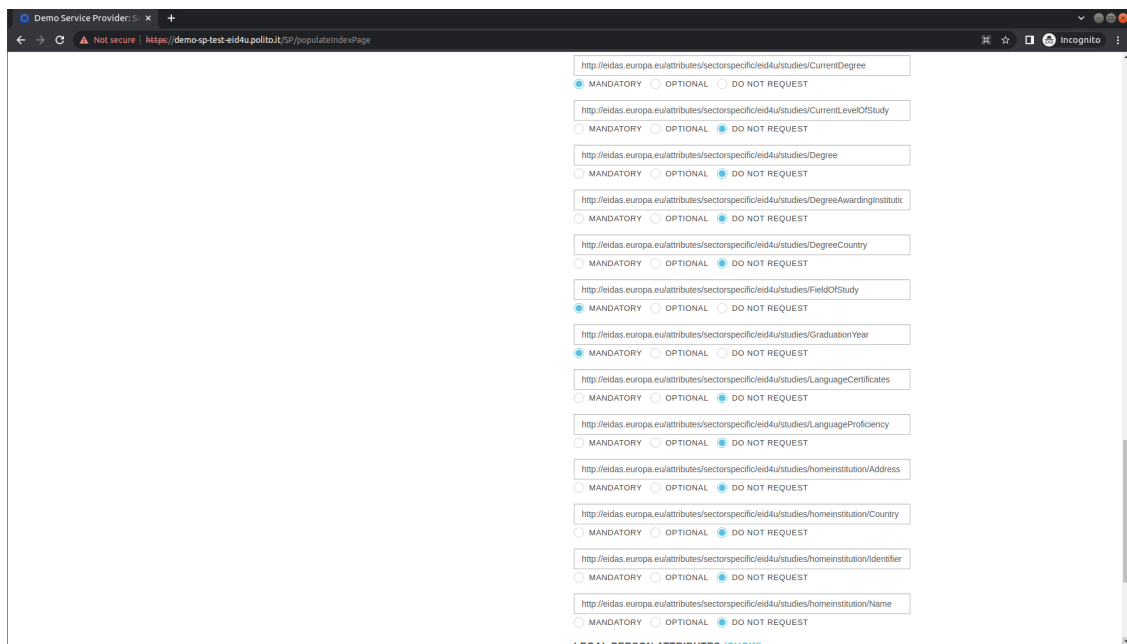 Demo Service Provider: S
Not secure | https://demo-sp-test-eid4u.polito.it/SP/populateIndexPage
Incognito
http://eidas.europa.eu/attributes/sectorspecific/eid4u/studies/CurrentDegree
MANDATORY OPTIONAL DO NOT REQUEST
http://eidas.europa.eu/attributes/sectorspecific/eid4u/studies/CurrentLevelOfStudy
MANDATORY OPTIONAL DO NOT REQUEST
http://eidas.europa.eu/attributes/sectorspecific/eid4u/studies/Degree
MANDATORY OPTIONAL DO NOT REQUEST
http://eidas.europa.eu/attributes/sectorspecific/eid4u/studies/DegreeAwardingInstitutic
MANDATORY OPTIONAL DO NOT REQUEST
http://eidas.europa.eu/attributes/sectorspecific/eid4u/studies/DegreeCountry
MANDATORY OPTIONAL DO NOT REQUEST
http://eidas.europa.eu/attributes/sectorspecific/eid4u/studies/FieldOfStudy
MANDATORY OPTIONAL DO NOT REQUEST
http://eidas.europa.eu/attributes/sectorspecific/eid4u/studies/GraduationYear
MANDATORY OPTIONAL DO NOT REQUEST
http://eidas.europa.eu/attributes/sectorspecific/eid4u/studies/LanguageCertificates
MANDATORY OPTIONAL DO NOT REQUEST
http://eidas.europa.eu/attributes/sectorspecific/eid4u/studies/LanguageProficiency
MANDATORY OPTIONAL DO NOT REQUEST
http://eidas.europa.eu/attributes/sectorspecific/eid4u/studies/homeinstitution/Address
MANDATORY OPTIONAL DO NOT REQUEST
http://eidas.europa.eu/attributes/sectorspecific/eid4u/studies/homeinstitution/Country
MANDATORY OPTIONAL DO NOT REQUEST
http://eidas.europa.eu/attributes/sectorspecific/eid4u/studies/homeinstitution/Identifier
MANDATORY OPTIONAL DO NOT REQUEST
http://eidas.europa.eu/attributes/sectorspecific/eid4u/studies/homeinstitution/Name
MANDATORY OPTIONAL DO NOT REQUEST
LEGAL PERSON ATTRIBUTES (SHOW)